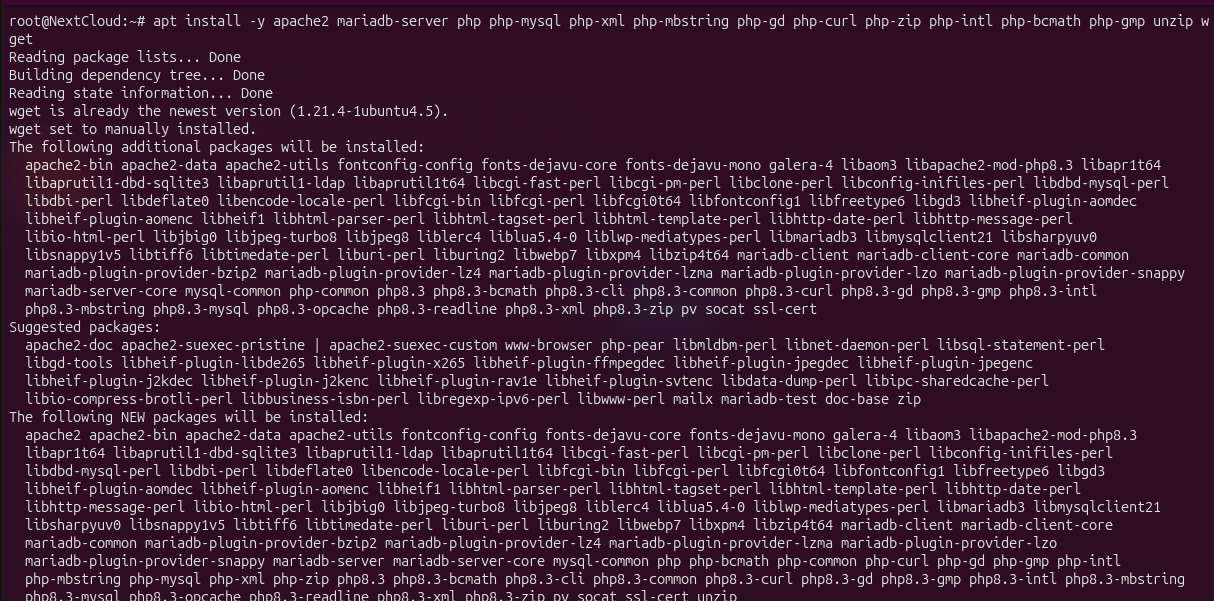 root@NextCloud:~# apt install -y apache2 mariadb-server php php-mysql php-xml php-mbstring php-gd php-curl php-zip php-intl php-bcmath php-gmp unzip w
get
Reading package lists... Done
Building dependency tree... Done
Reading state information... Done
wget is already the newest version (1.21.4-1ubuntu4.5).
wget set to manually installed.
The following additional packages will be installed:
  apache2-bin apache2-data apache2-utils fontconfig-config fonts-dejavu-core fonts-dejavu-mono galera-4 libaom3 libapache2-mod-php8.3 libapr1t64
  libaprutil1-dbd-sqlite3 libaprutil1-ldap libaprutil1t64 libcgi-fast-perl libcgi-pm-perl libclone-perl libconfig-inifiles-perl libdbd-mysql-perl
  libdbi-perl libdeflate0 libencode-locale-perl libfcgi-bin libfcgi-perl libfcgi0t64 libfontconfig1 libfreetype6 libgd3 libheif-plugin-aomdec
  libheif-plugin-aomenc libheif1 libhtml-parser-perl libhtml-tagset-perl libhtml-template-perl libhttp-date-perl libhttp-message-perl
  libio-html-perl libjbig0 libjpeg-turbo8 libjpeg8 liblerc4 liblua5.4-0 liblwp-mediatypes-perl libmariadb3 libmysqlclient21 libsharpyuv0
  libsnappy1v5 libtiff6 libtimedate-perl liburi-perl liburing2 libwebp7 libxpm4 libzip4t64 mariadb-client mariadb-client-core mariadb-common
  mariadb-plugin-provider-bzip2 mariadb-plugin-provider-lz4 mariadb-plugin-provider-lzma mariadb-plugin-provider-lzo mariadb-plugin-provider-snappy
  mariadb-server-core mysql-common php-common php8.3 php8.3-bcmath php8.3-cli php8.3-common php8.3-curl php8.3-gd php8.3-gmp php8.3-intl
  php8.3-mbstring php8.3-mysql php8.3-opcache php8.3-readline php8.3-xml php8.3-zip pv socat ssl-cert
Suggested packages:
  apache2-doc apache2-suexec-pristine | apache2-suexec-custom www-browser php-pear libmldbm-perl libnet-daemon-perl libsql-statement-perl
  libgd-tools libheif-plugin-libde265 libheif-plugin-x265 libheif-plugin-ffmpegdec libheif-plugin-jpegdec libheif-plugin-jpegenc
  libheif-plugin-j2kdec libheif-plugin-j2kenc libheif-plugin-rav1e libheif-plugin-svtenc libdata-dump-perl libipc-sharedcache-perl
  libio-compress-brotli-perl libbusiness-isbn-perl libregexp-ipv6-perl libwww-perl mailx mariadb-test doc-base zip
The following NEW packages will be installed:
  apache2 apache2-bin apache2-data apache2-utils fontconfig-config fonts-dejavu-core fonts-dejavu-mono galera-4 libaom3 libapache2-mod-php8.3
  libapr1t64 libaprutil1-dbd-sqlite3 libaprutil1-ldap libaprutil1t64 libcgi-fast-perl libcgi-pm-perl libclone-perl libconfig-inifiles-perl
  libdbd-mysql-perl libdbi-perl libdeflate0 libencode-locale-perl libfcgi-bin libfcgi-perl libfcgi0t64 libfontconfig1 libfreetype6 libgd3
  libheif-plugin-aomdec libheif-plugin-aomenc libheif1 libhtml-parser-perl libhtml-tagset-perl libhtml-template-perl libhttp-date-perl
  libhttp-message-perl libio-html-perl libjbig0 libjpeg-turbo8 libjpeg8 liblerc4 liblua5.4-0 liblwp-mediatypes-perl libmariadb3 libmysqlclient21
  libsharpyuv0 libsnappy1v5 libtiff6 libtimedate-perl liburi-perl liburing2 libwebp7 libxpm4 libzip4t64 mariadb-client mariadb-client-core
  mariadb-common mariadb-plugin-provider-bzip2 mariadb-plugin-provider-lz4 mariadb-plugin-provider-lzma mariadb-plugin-provider-lzo
  mariadb-plugin-provider-snappy mariadb-server mariadb-server-core mysql-common php php-bcmath php-common php-curl php-gd php-gmp php-intl
  php-mbstring php-mysql php-xml php-zip php8.3 php8.3-bcmath php8.3-cli php8.3-common php8.3-curl php8.3-gd php8.3-gmp php8.3-intl php8.3-mbstring
  php8.3-mysql php8.3-opcache php8.3-readline php8.3-xml php8.3-zip pv socat ssl-cert unzip